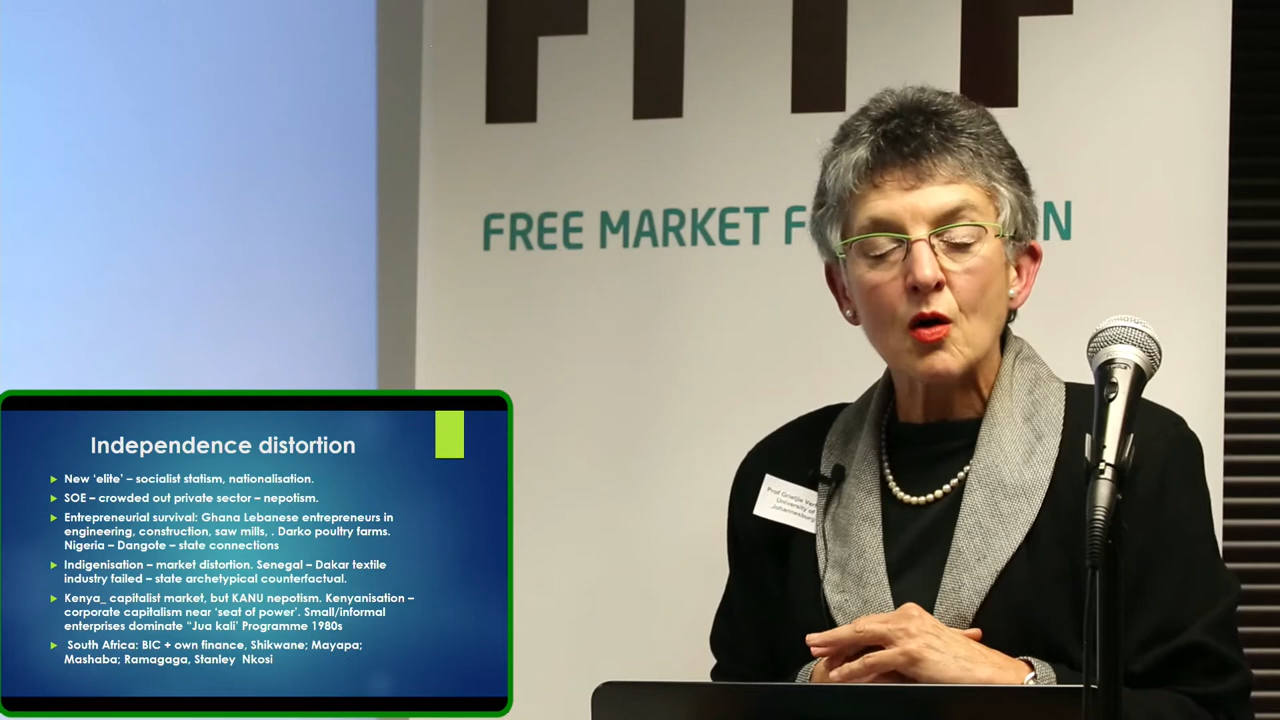 FREE MARKET F N
Prof Grietjie Ver
University of
Johannesburg
Independence distortion
New ‘elite’ – socialist statism, nationalisation.
SOE – crowded out private sector – nepotism.
Entrepreneurial survival: Ghana Lebanese entrepreneurs in
engineering, construction, saw mills, . Darko poultry farms.
Nigeria – Dangote – state connections
Indigenisation – market distortion. Senegal – Dakar textile
industry failed – state archetypical counterfactual.
Kenya_ capitalist market, but KANU nepotism. Kenyanisation –
corporate capitalism near ‘seat of power’. Small/informal
enterprises dominate “Jua kali’ Programme 1980s
South Africa: BIC + own finance, Shikwane; Mayapa;
Mashaba; Ramagaga, Stanley Nkosi